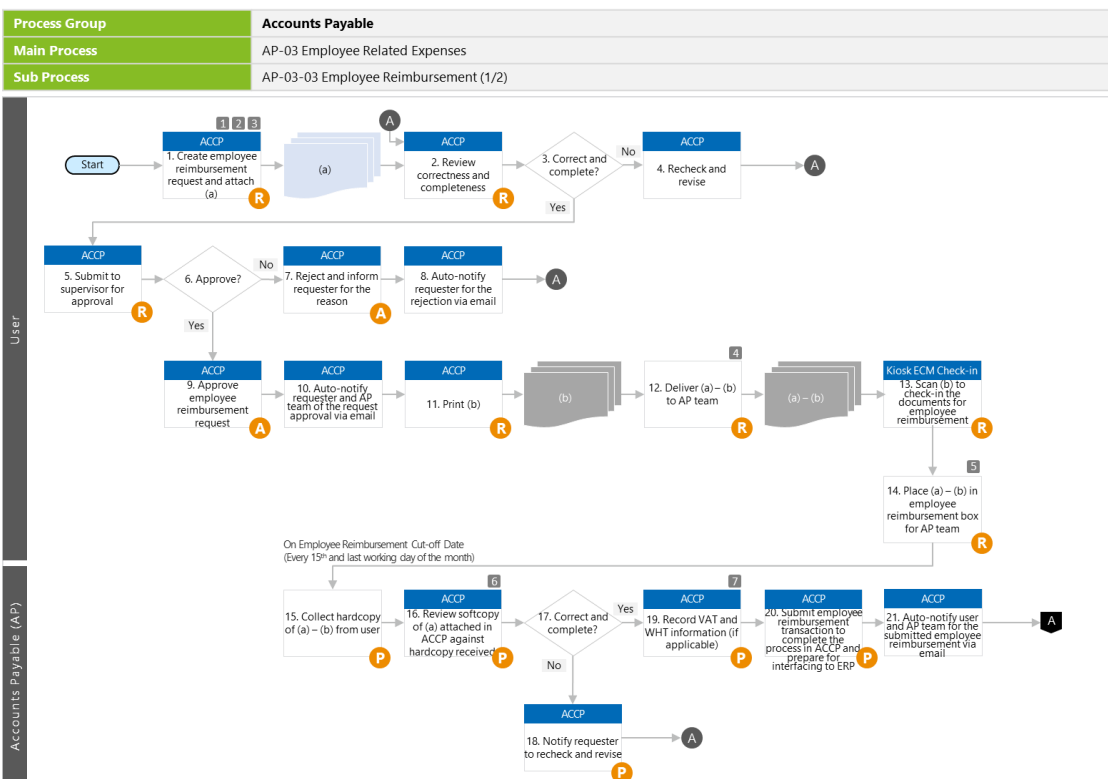 Process Group
Accounts Payable
Main Process
AP-03 Employee Related Expenses
Sub Process
AP-03-03 Employee Reimbursement (1/2)
User
Start
1 2 3
ACCP
1. Create employee
reimbursement
request and attach
(a)
R
(a)
A
ACCP
2. Review
correctness and
completeness
R
3. Correct and
complete?
No
Yes
ACCP
4. Recheck and
revise
A
ACCP
5. Submit to
supervisor for
approval
R
6. Approve?
No
Yes
ACCP
7. Reject and inform
requester for the
reason
A
ACCP
8. Auto-notify
requester for the
rejection via email
A
ACCP
9. Approve
employee
reimbursement
request
A
ACCP
10. Auto-notify
requester and AP
team of the request
approval via email
ACCP
11. Print (b)
R
(b)
4
12. Deliver (a) – (b)
to AP team
R
(a) – (b)
Kiosk ECM Check-in
13. Scan (b) to
check-in the
documents for
employee
reimbursement
R
5
14. Place (a) – (b) in
employee
reimbursement box
for AP team
R
Accounts Payable (AP)
On Employee Reimbursement Cut-off Date
(Every 15th and last working day of the month)
15. Collect hardcopy
of (a) – (b) from user
P
6
ACCP
16. Review softcopy
of (a) attached in
ACCP against
hardcopy received
P
17. Correct and
complete?
Yes
No
7
ACCP
19. Record VAT and
WHT information (if
applicable)
P
ACCP
20. Submit employee
reimbursement
transaction to
complete the
process in ACCP and
prepare for
interfacing to ERP
P
ACCP
21. Auto-notify user
and AP team for the
submitted employee
reimbursement via
email
A
ACCP
18. Notify requester
to recheck and revise
P
A